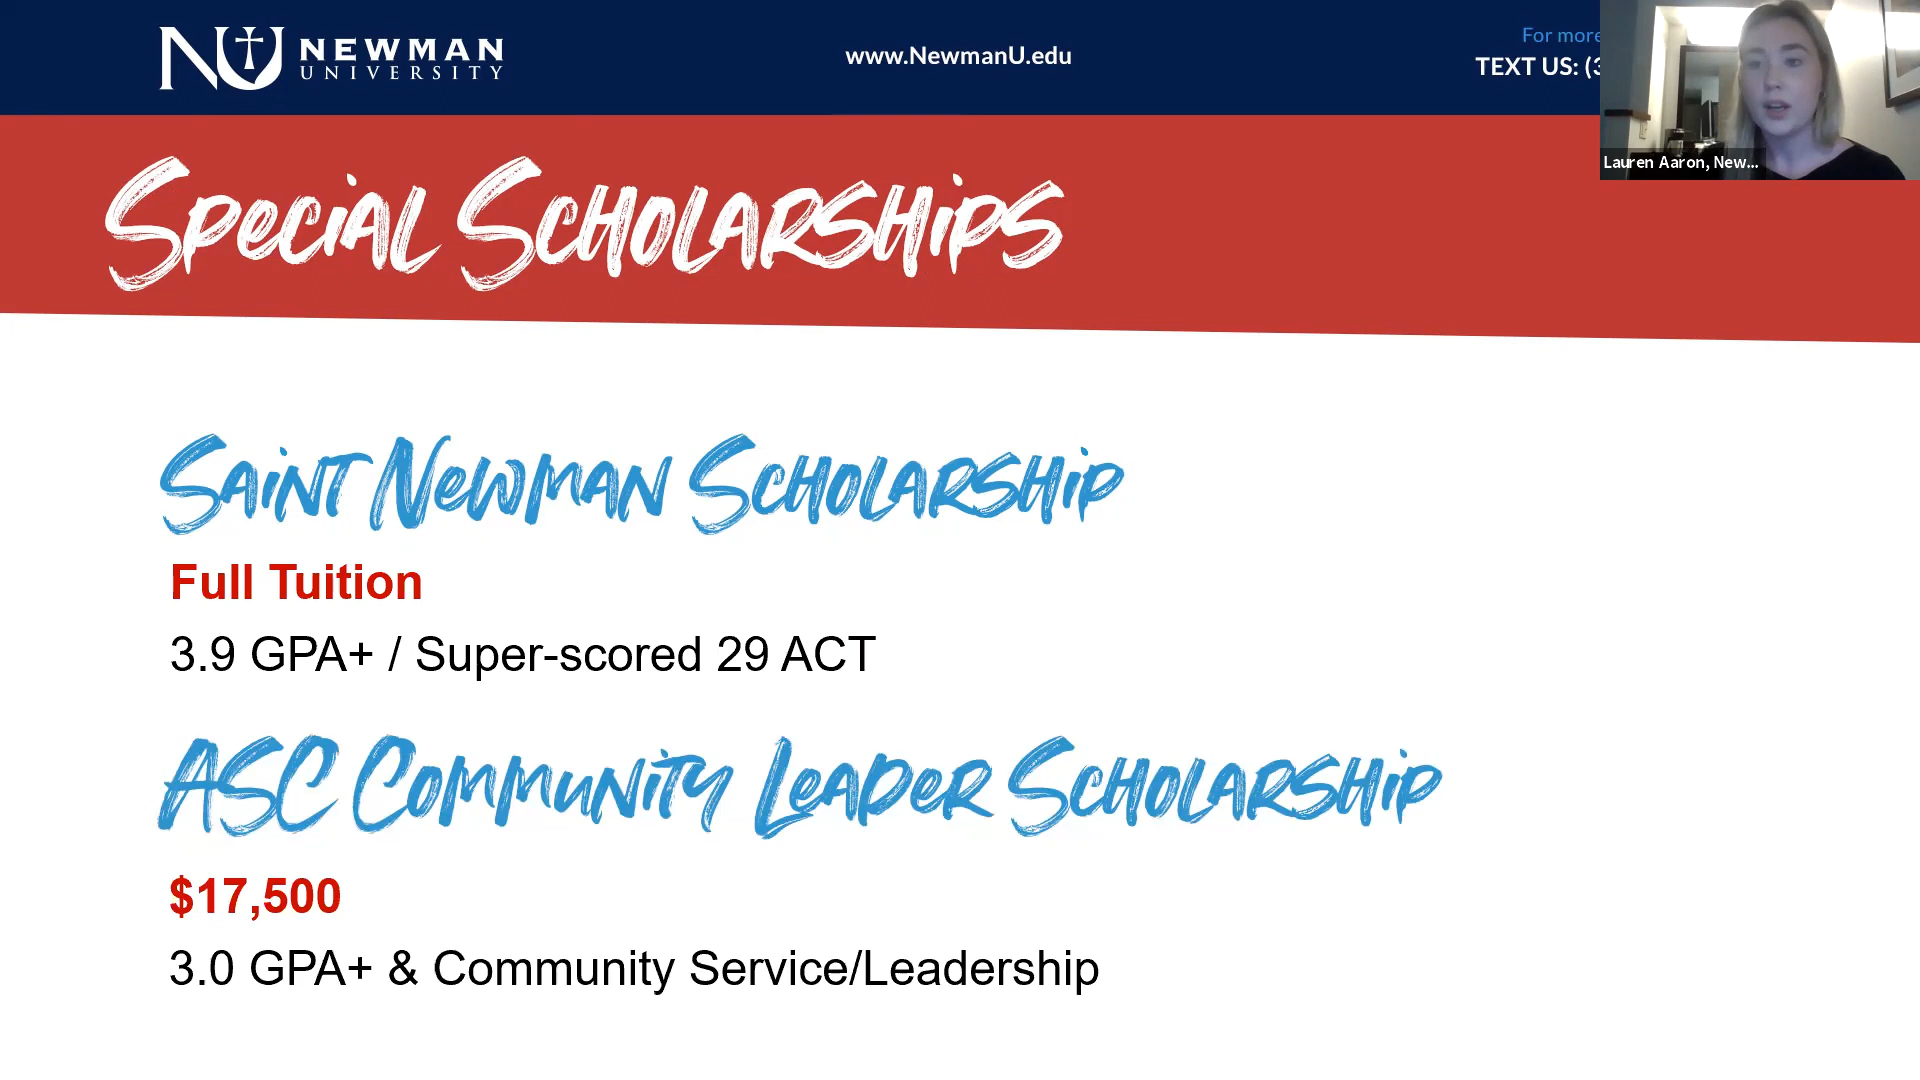 NU NEWMAN
UNIVERSITY
www.NewmanU.edu
For more
TEXT US: (3
Lauren Aaron, New...
SPECIAL SCHOLARSHIPS
SAINT NEWMAN SCHOLARSHIP
Full Tuition
3.9 GPA+ / Super-scored 29 ACT
ASC COMMUNITY LEADER SCHOLARSHIP
$17,500
3.0 GPA+ & Community Service/Leadership